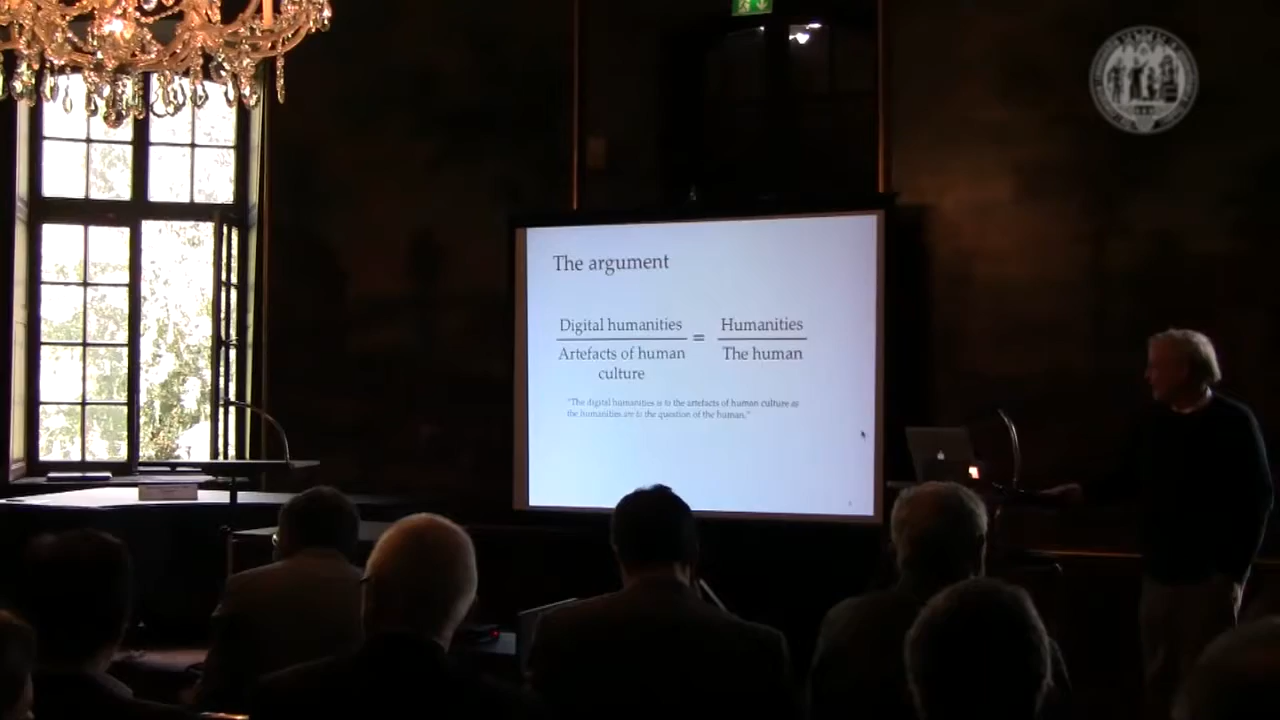 The argument
Digital humanities
Artefacts of human
culture
=
Humanities
The human
"The digital humanities is to the artefacts of human culture as
the humanities are to the question of the human."